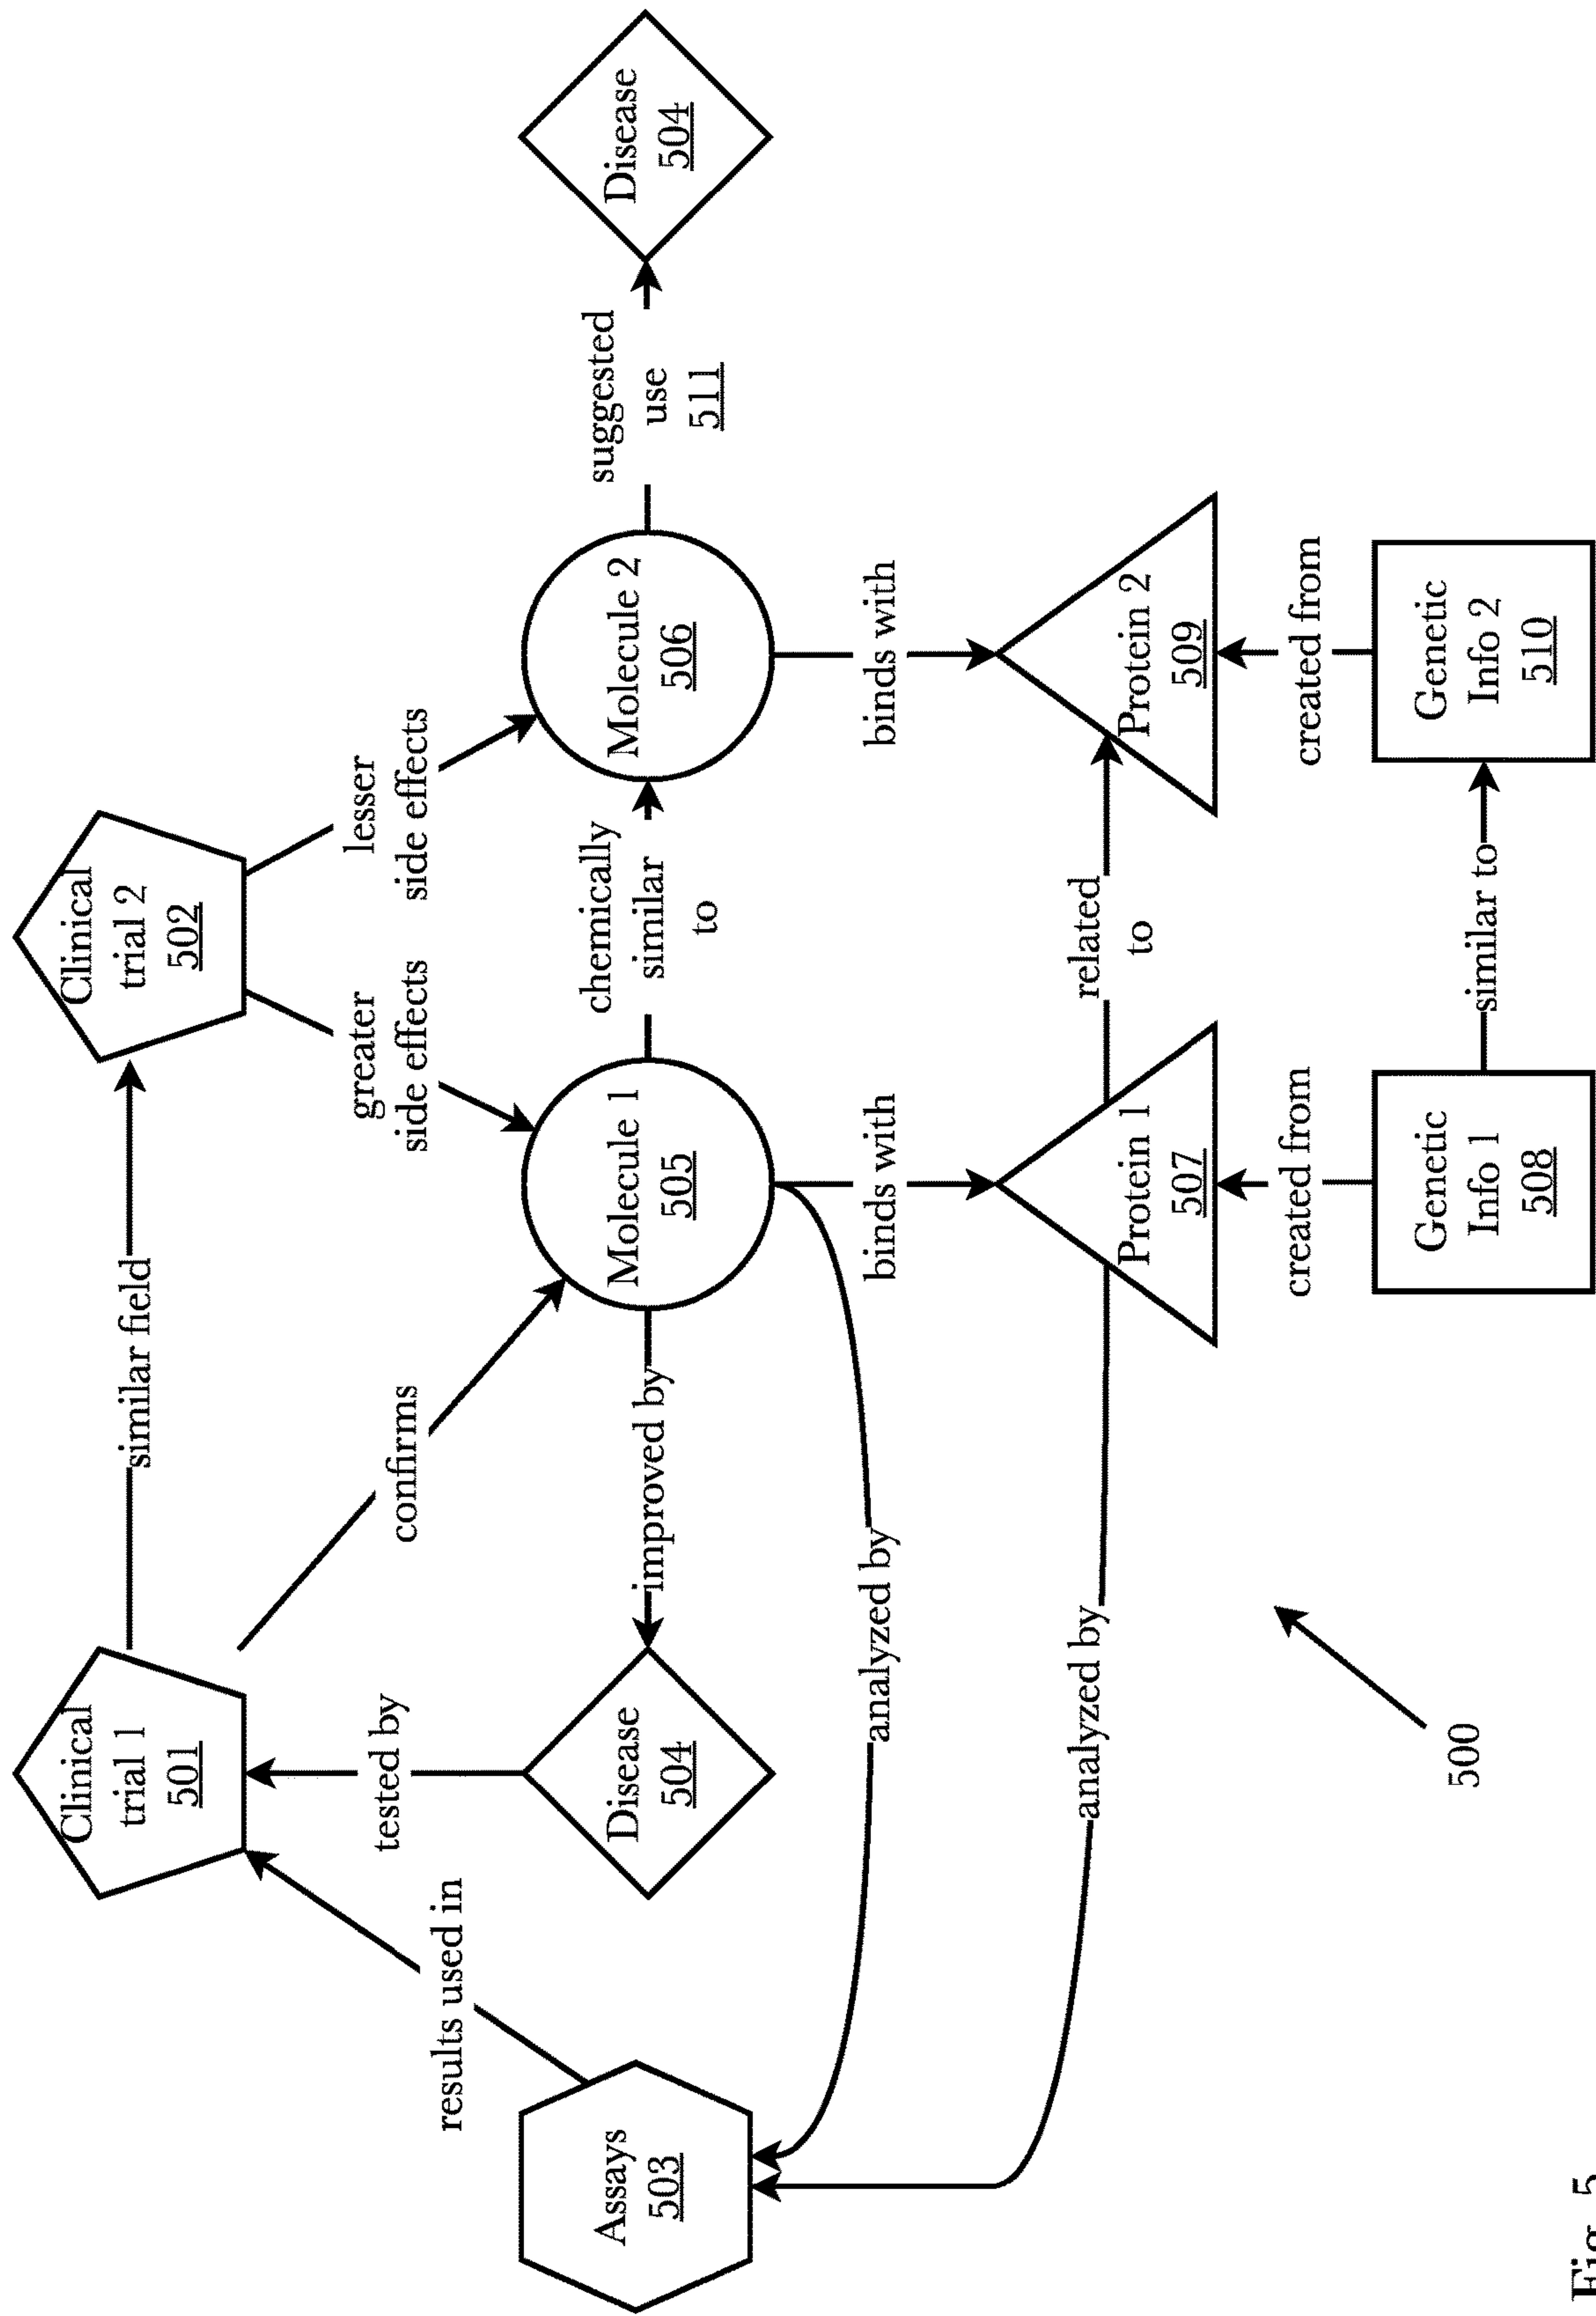 Clinical
trial 1
501
similar field
Clinical
trial 2
502
results used in
tested by
confirms
greater
side effects
lesser
side effects
Assays
503
Disease
504
improved by
Molecule 1
505
chemically
similar
to
Molecule 2
506
suggested
use
511
Disease
504
analyzed by
binds with
binds with
analyzed by
Protein 1
507
related
to
Protein 2
509
created from
created from
500
Genetic
Info 1
508
similar to
Genetic
Info 2
510
Fig. 5